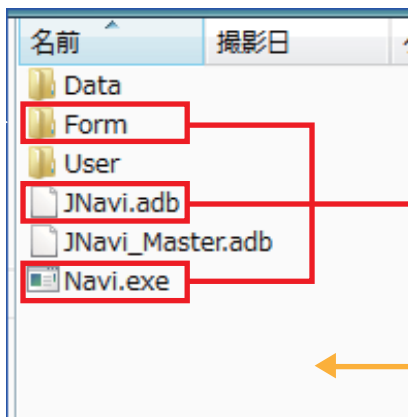 名前 撮影日
Data
Form
User
JNavi.adb
JNavi_Master.adb
Navi.exe